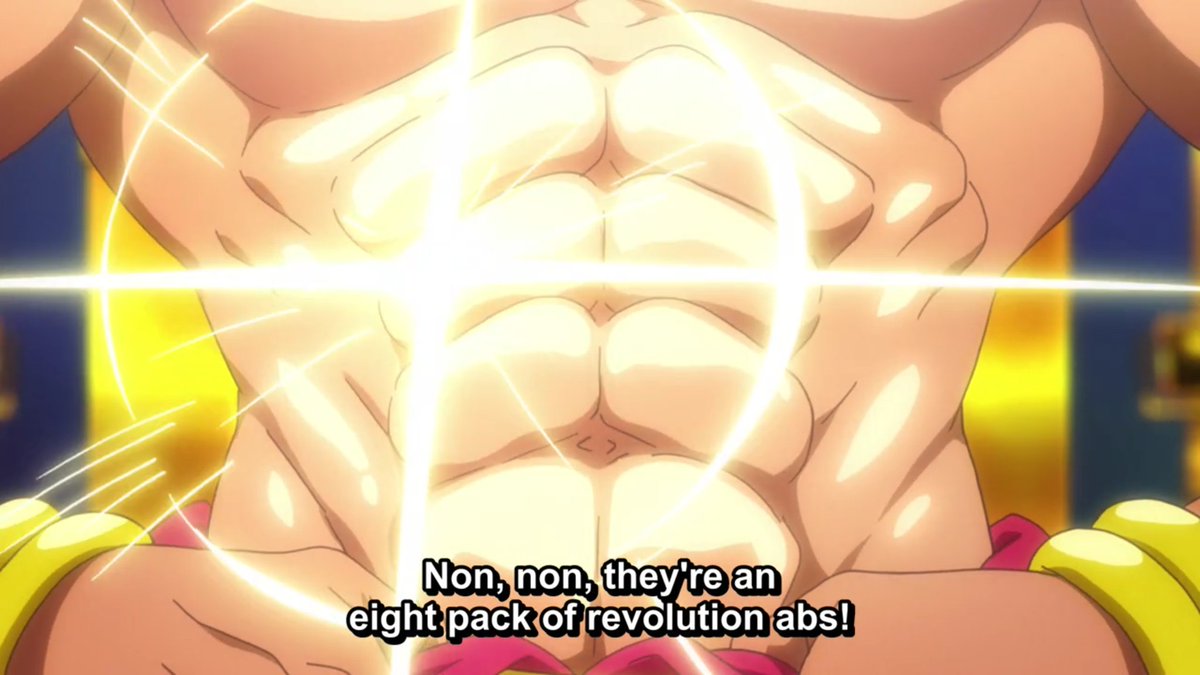 Non, non, they're an
eight pack of revolution abs!